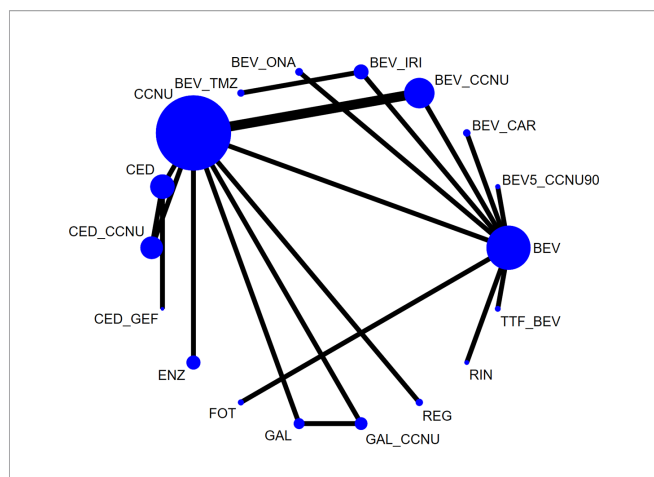 BEV_ONA
BEV_IRI
BEV_TMZ
BEV_CCNU
CCNU
BEV_CAR
CED
BEV5_CCNU90
CED_CCNU
BEV
CED_GEF
TTF_BEV
ENZ
RIN
FOT
REG
GAL
GAL_CCNU